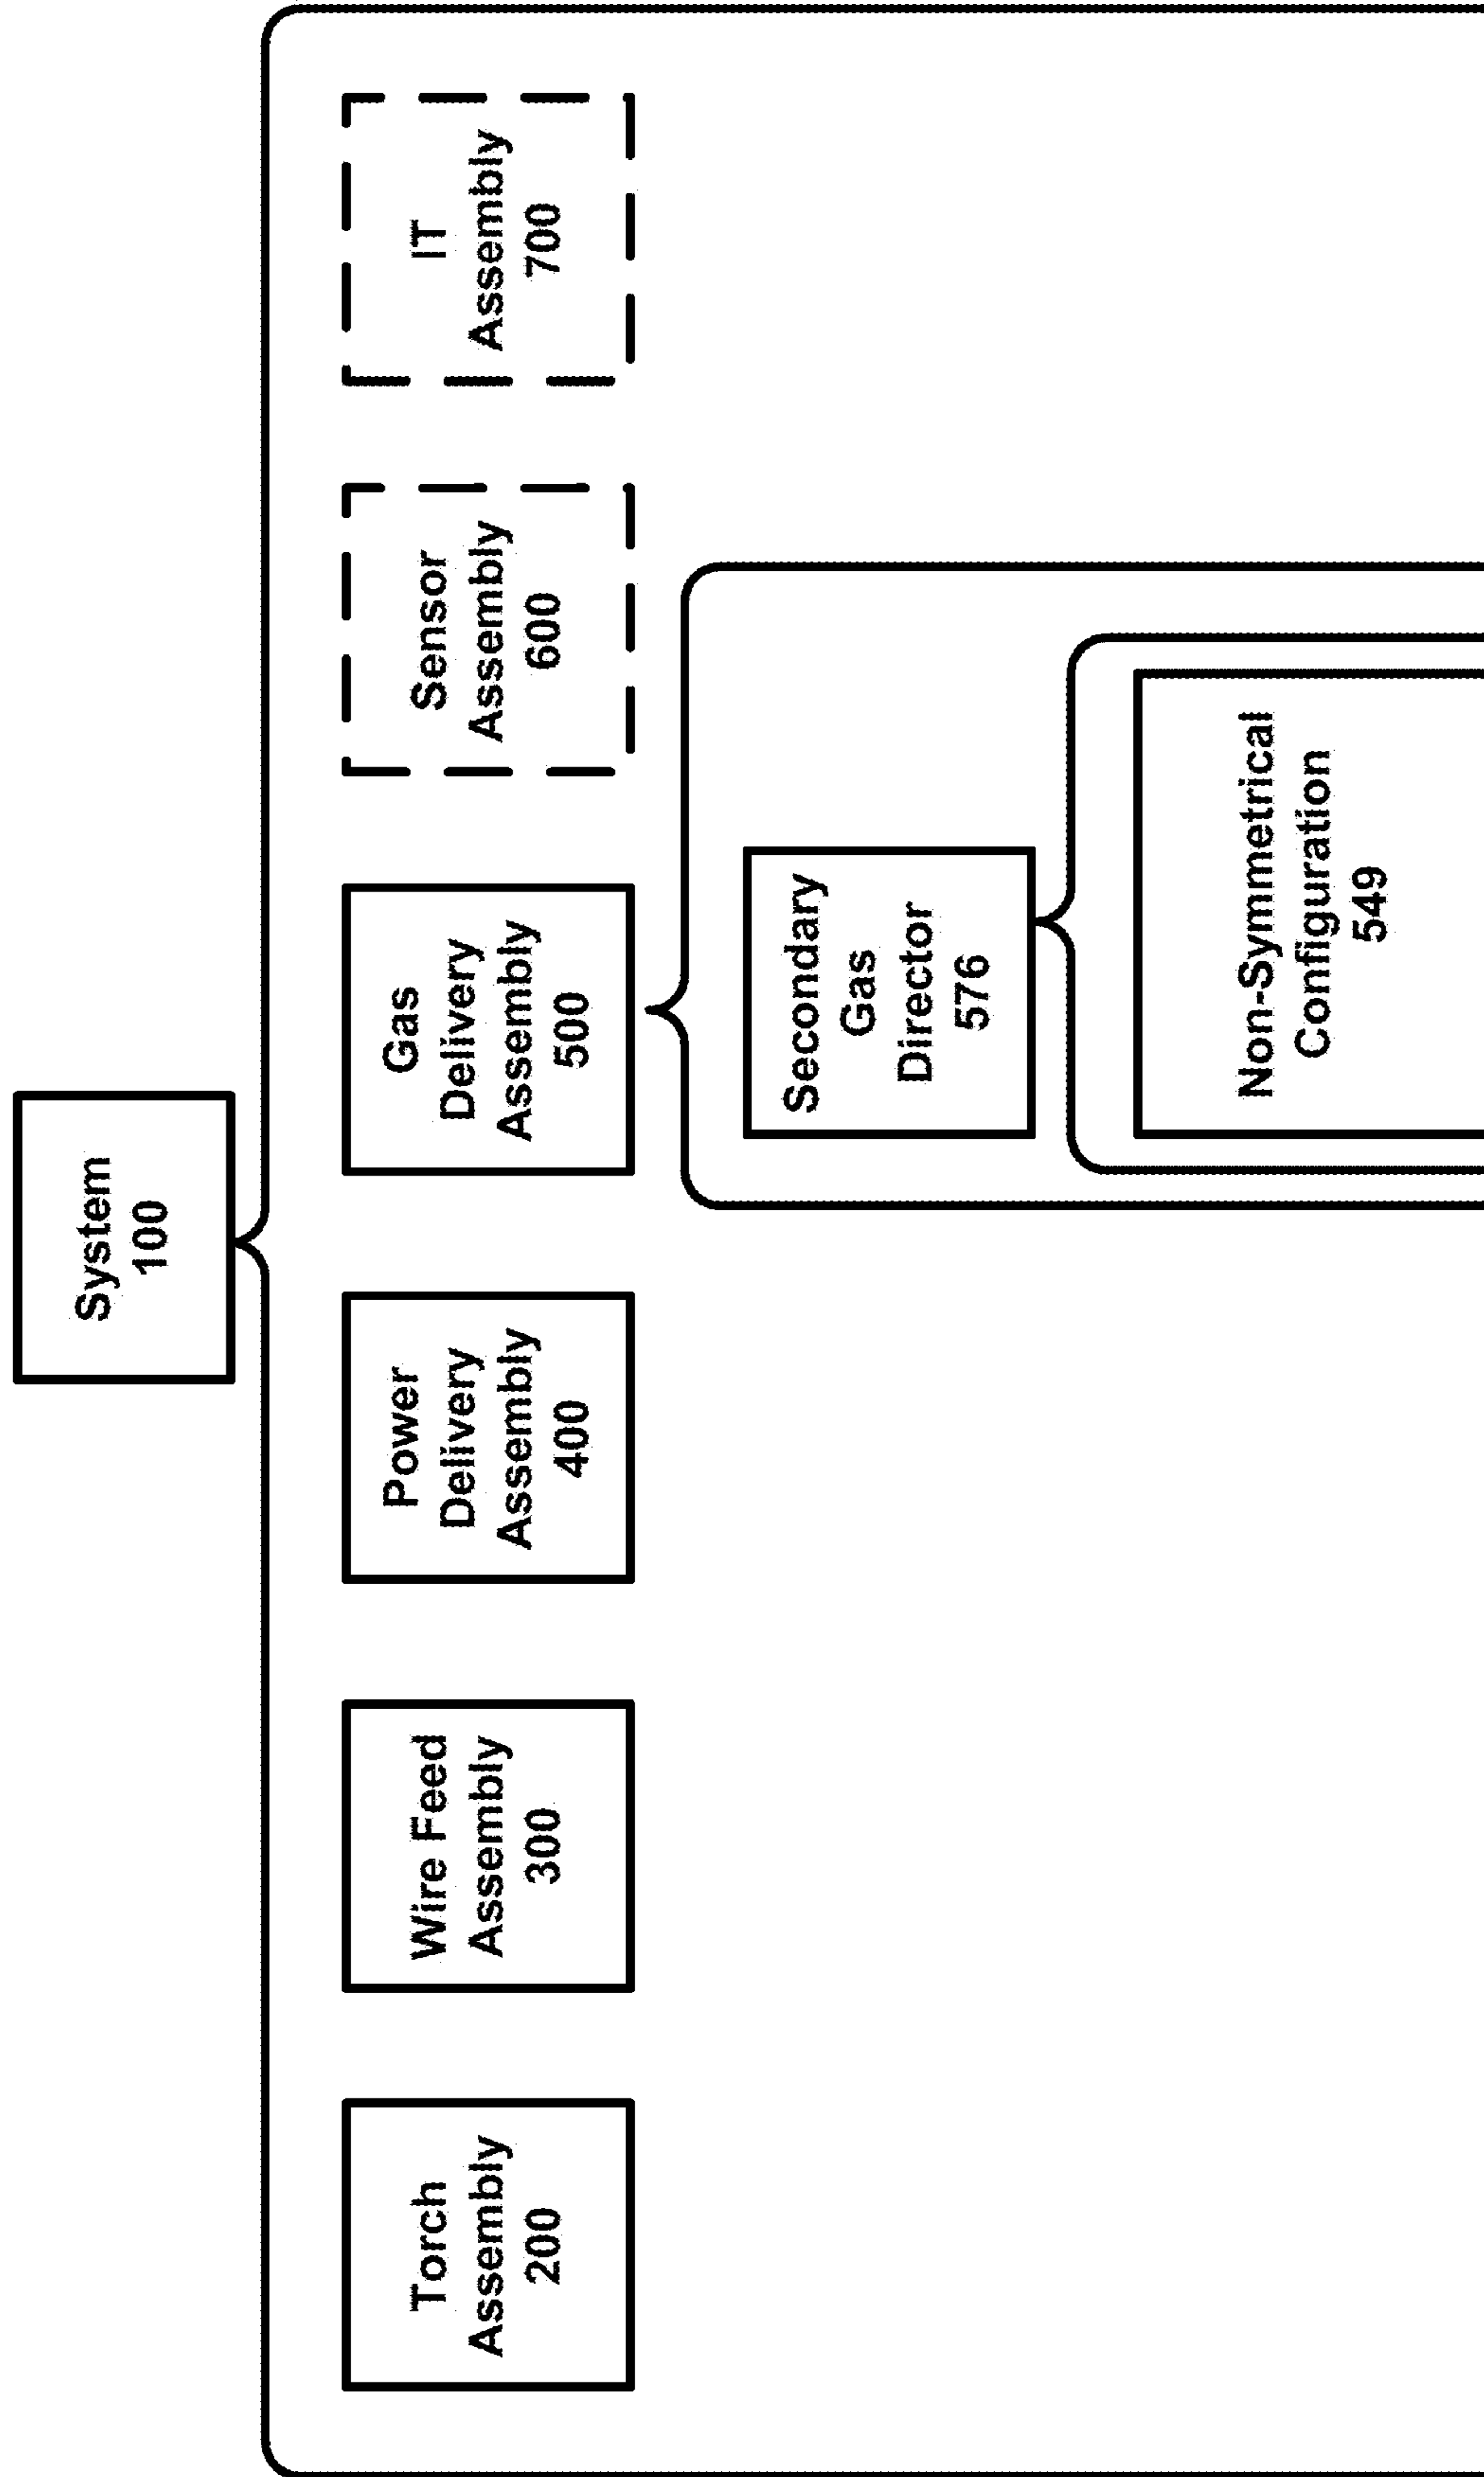 System
100
Torch
Assembly
200
Wire Feed
Assembly
300
Power
Delivery
Assembly
400
Gas
Delivery
Assembly
500
Sensor
Assembly
600
IT
Assembly
700
Secondary
Gas
Director
576
Non-Symmetrical
Configuration
549